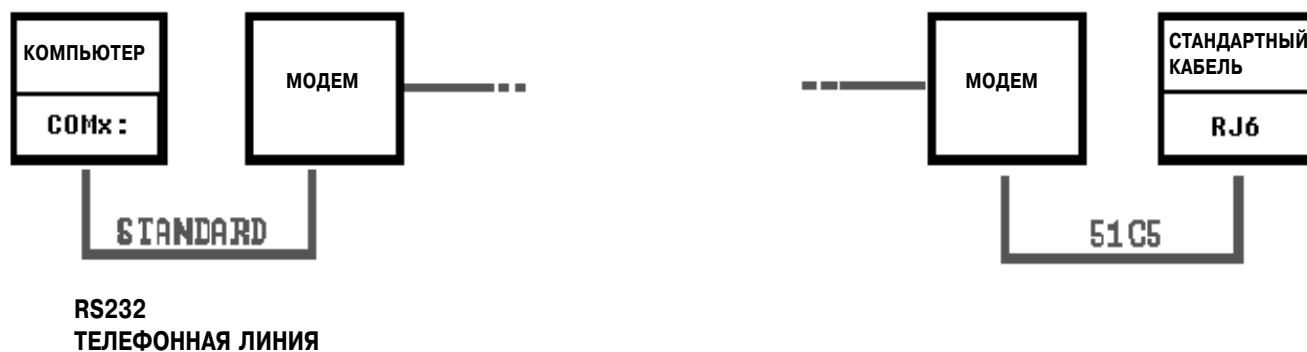 КОМПЬЮТЕР
COMx:
МОДЕМ
МОДЕМ
СТАНДАРТНЫЙ
КАБЕЛЬ
RJ6
STANDARD
51C5
RS232
ТЕЛЕФОННАЯ ЛИНИЯ